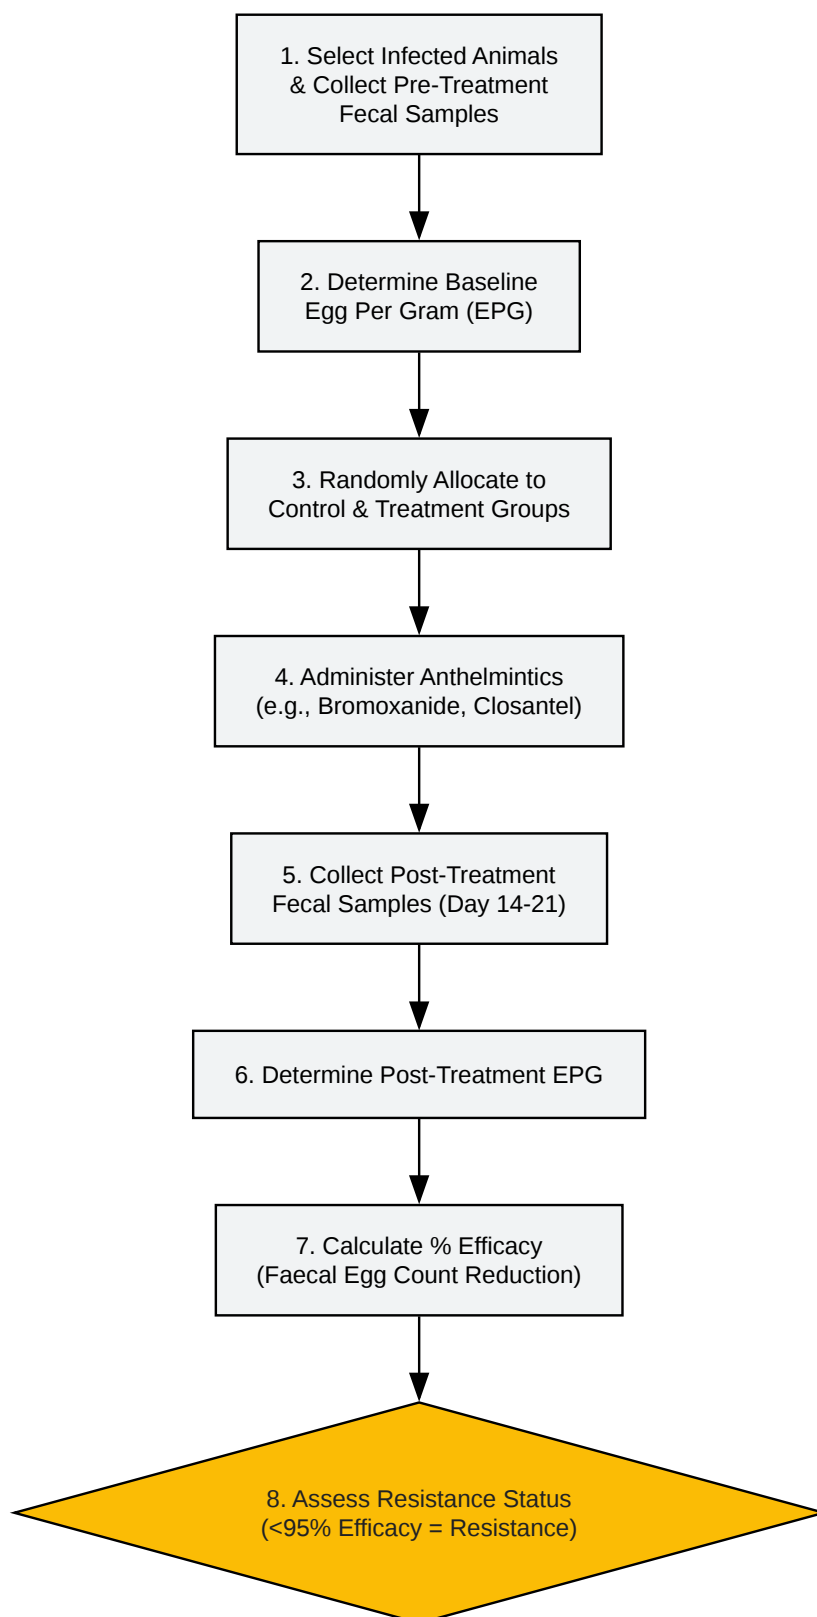 1. Select Infected Animals
& Collect Pre-Treatment
Fecal Samples
2. Determine Baseline
Egg Per Gram (EPG)
3. Randomly Allocate to
Control & Treatment Groups
4. Administer Anthelmintics
(e.g., Bromoxanide, Closantel)
5. Collect Post-Treatment
Fecal Samples (Day 14-21)
6. Determine Post-Treatment EPG
7. Calculate % Efficacy
(Faecal Egg Count Reduction)
8. Assess Resistance Status
(<95% Efficacy = Resistance)